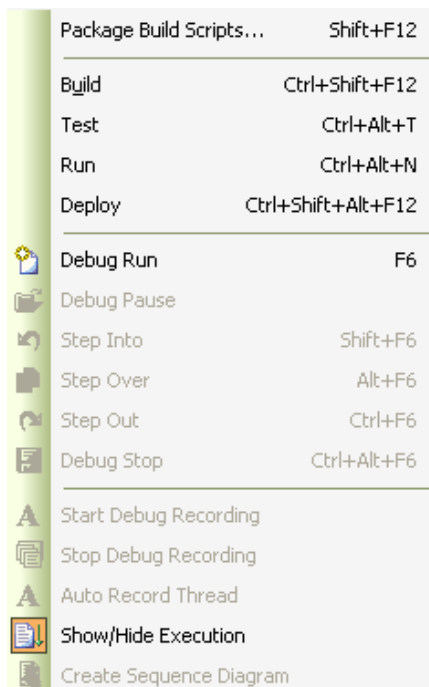 Package Build Scripts... Shift+F12
Build Ctrl+Shift+F12
Test Ctrl+Alt+T
Run Ctrl+Alt+N
Deploy Ctrl+Shift+Alt+F12
Debug Run F6
Debug Pause
Step Into Shift+F6
Step Over Alt+F6
Step Out Ctrl+F6
Debug Stop Ctrl+Alt+F6
Start Debug Recording
Stop Debug Recording
Auto Record Thread
Show/Hide Execution
Create Sequence Diagram